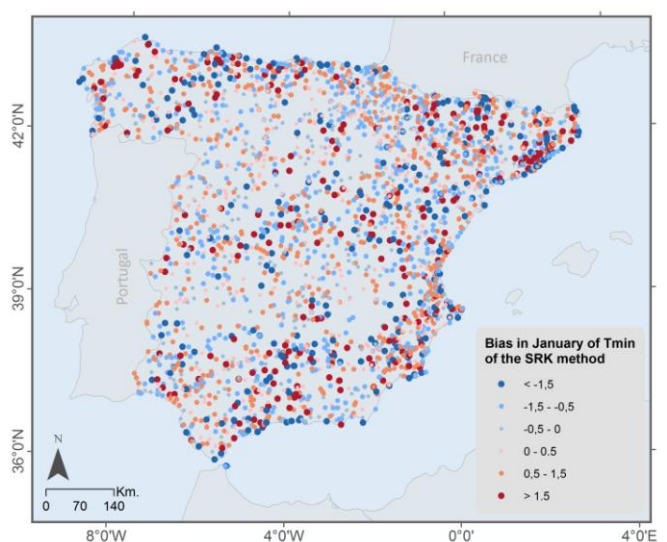 France
42°0'N
Portugal
39°0'N
36°0'N
Bias in January of Tmin
of the SRK method
< -1,5
-1,5 - -0,5
-0,5 - 0
0 - 0.5
0,5 - 1,5
> 1.5
N
Km.
0 70 140
8°0'W 4°0'W 0°0' 4°0'E